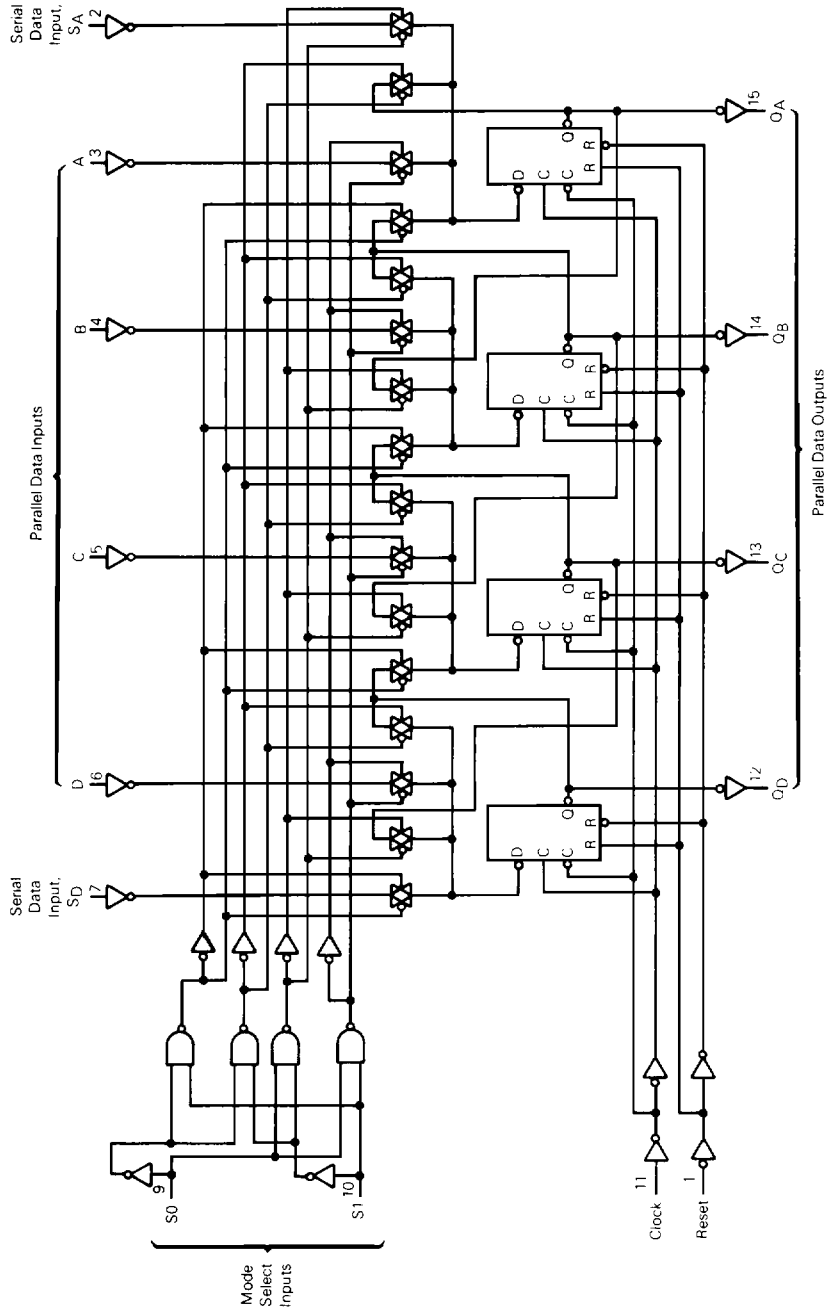 Serial
Data
Input,
SA
2
Parallel Data Inputs
A
3
B
4
C
5
D
6
Serial
Data
Input,
SD
7
Mode
Select
Inputs
S0
9
S1
10
Clock
11
Reset
1
D
C
C
Q
R
R
D
C
C
Q
R
R
D
C
C
Q
R
R
D
C
C
Q
R
R
15
QA
14
QB
13
QC
12
QD
Parallel Data Outputs